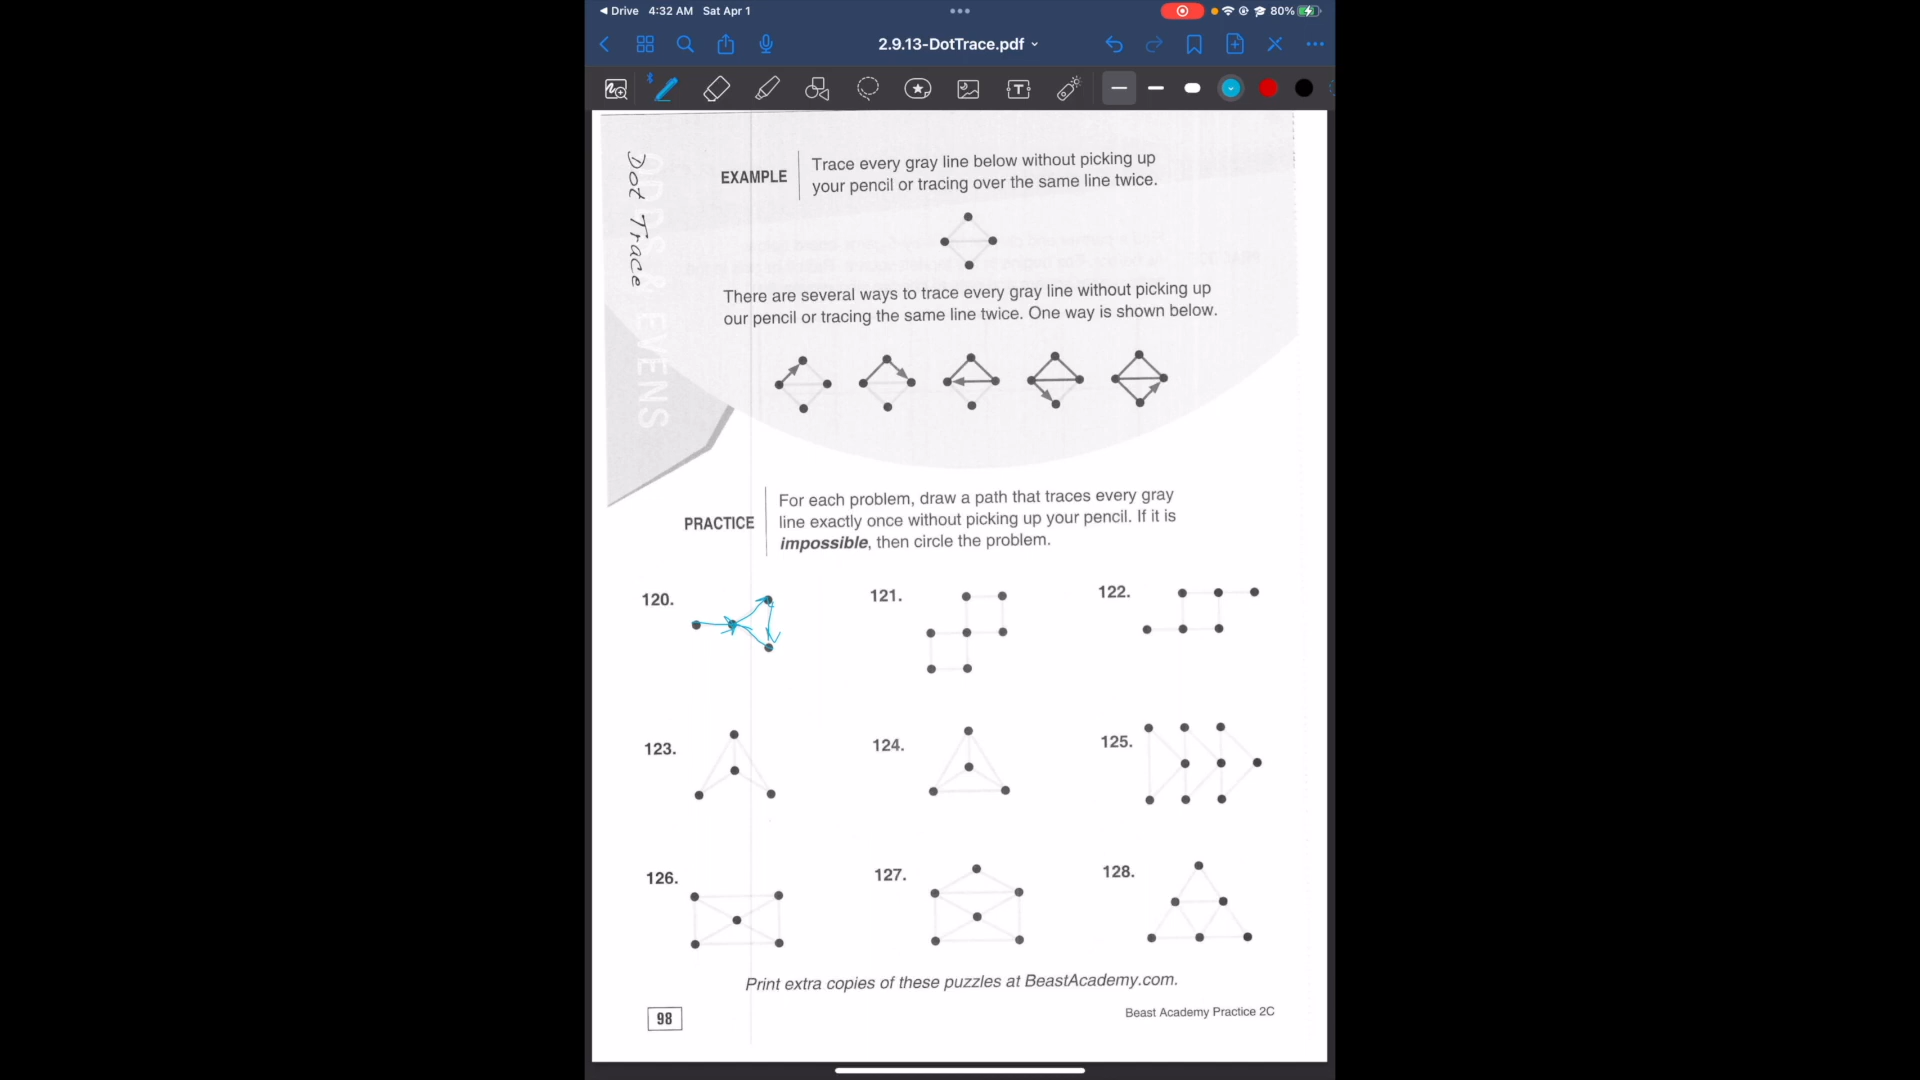 Drive 4:32 AM Sat Apr 1
80%
2.9.13-DotTrace.pdf
T
Dot Trace
ODDS & EVENS
EXAMPLE
Trace every gray line below without picking up
your pencil or tracing over the same line twice.
There are several ways to trace every gray line without picking up
our pencil or tracing the same line twice. One way is shown below.
PRACTICE
For each problem, draw a path that traces every gray
line exactly once without picking up your pencil. If it is
impossible, then circle the problem.
120.
121.
122.
123.
124.
125.
126.
127.
128.
Print extra copies of these puzzles at BeastAcademy.com.
98
Beast Academy Practice 2C